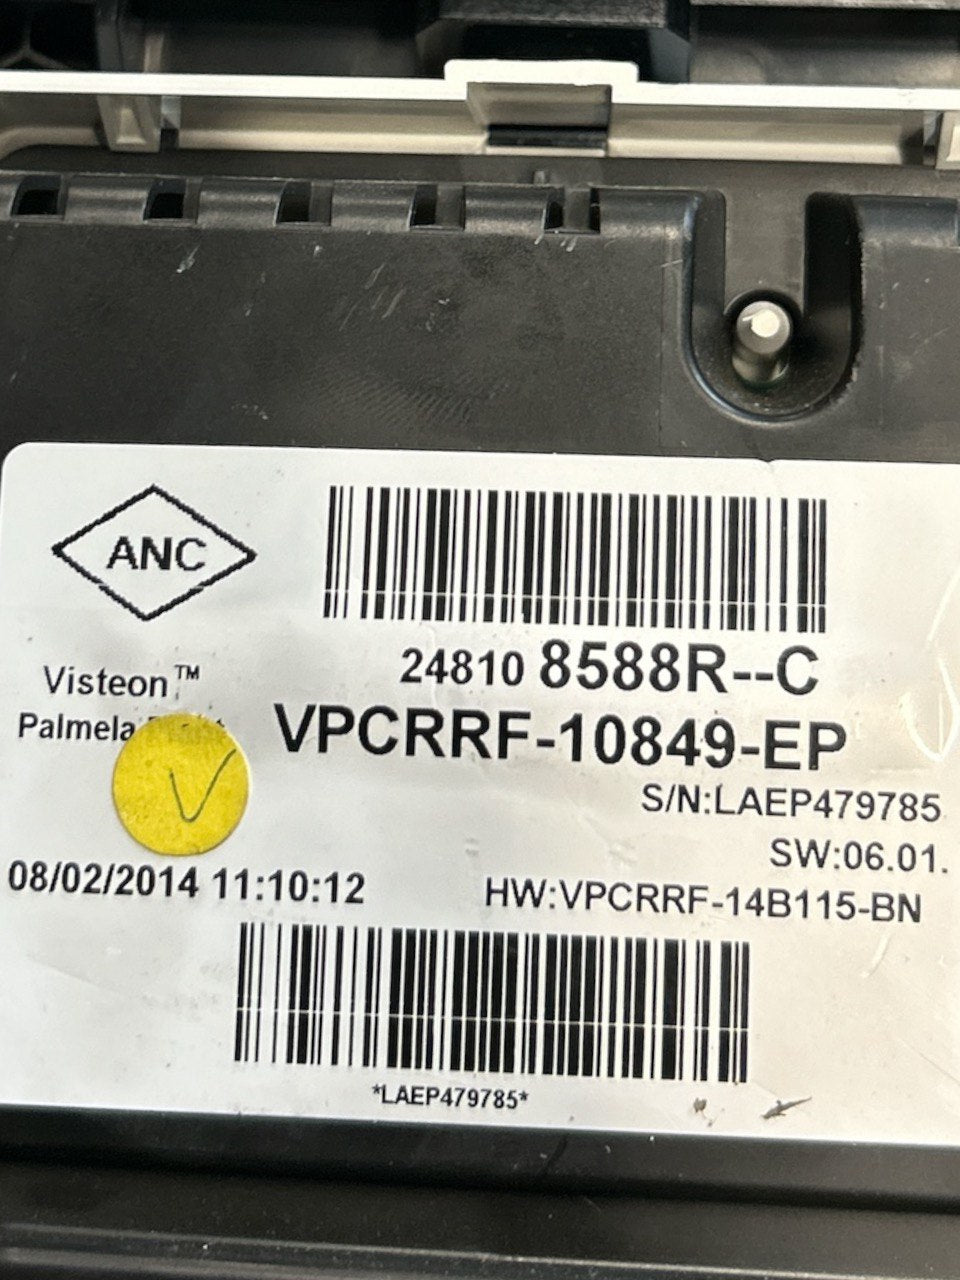 ANC
24810 8588R--C
Visteon™
Palmela
VPCRRF-10849-EP
S/N:LAEP479785
SW:06.01.
08/02/2014 11:10:12
HW:VPCRRF-14B115-BN
*LAEP479785*